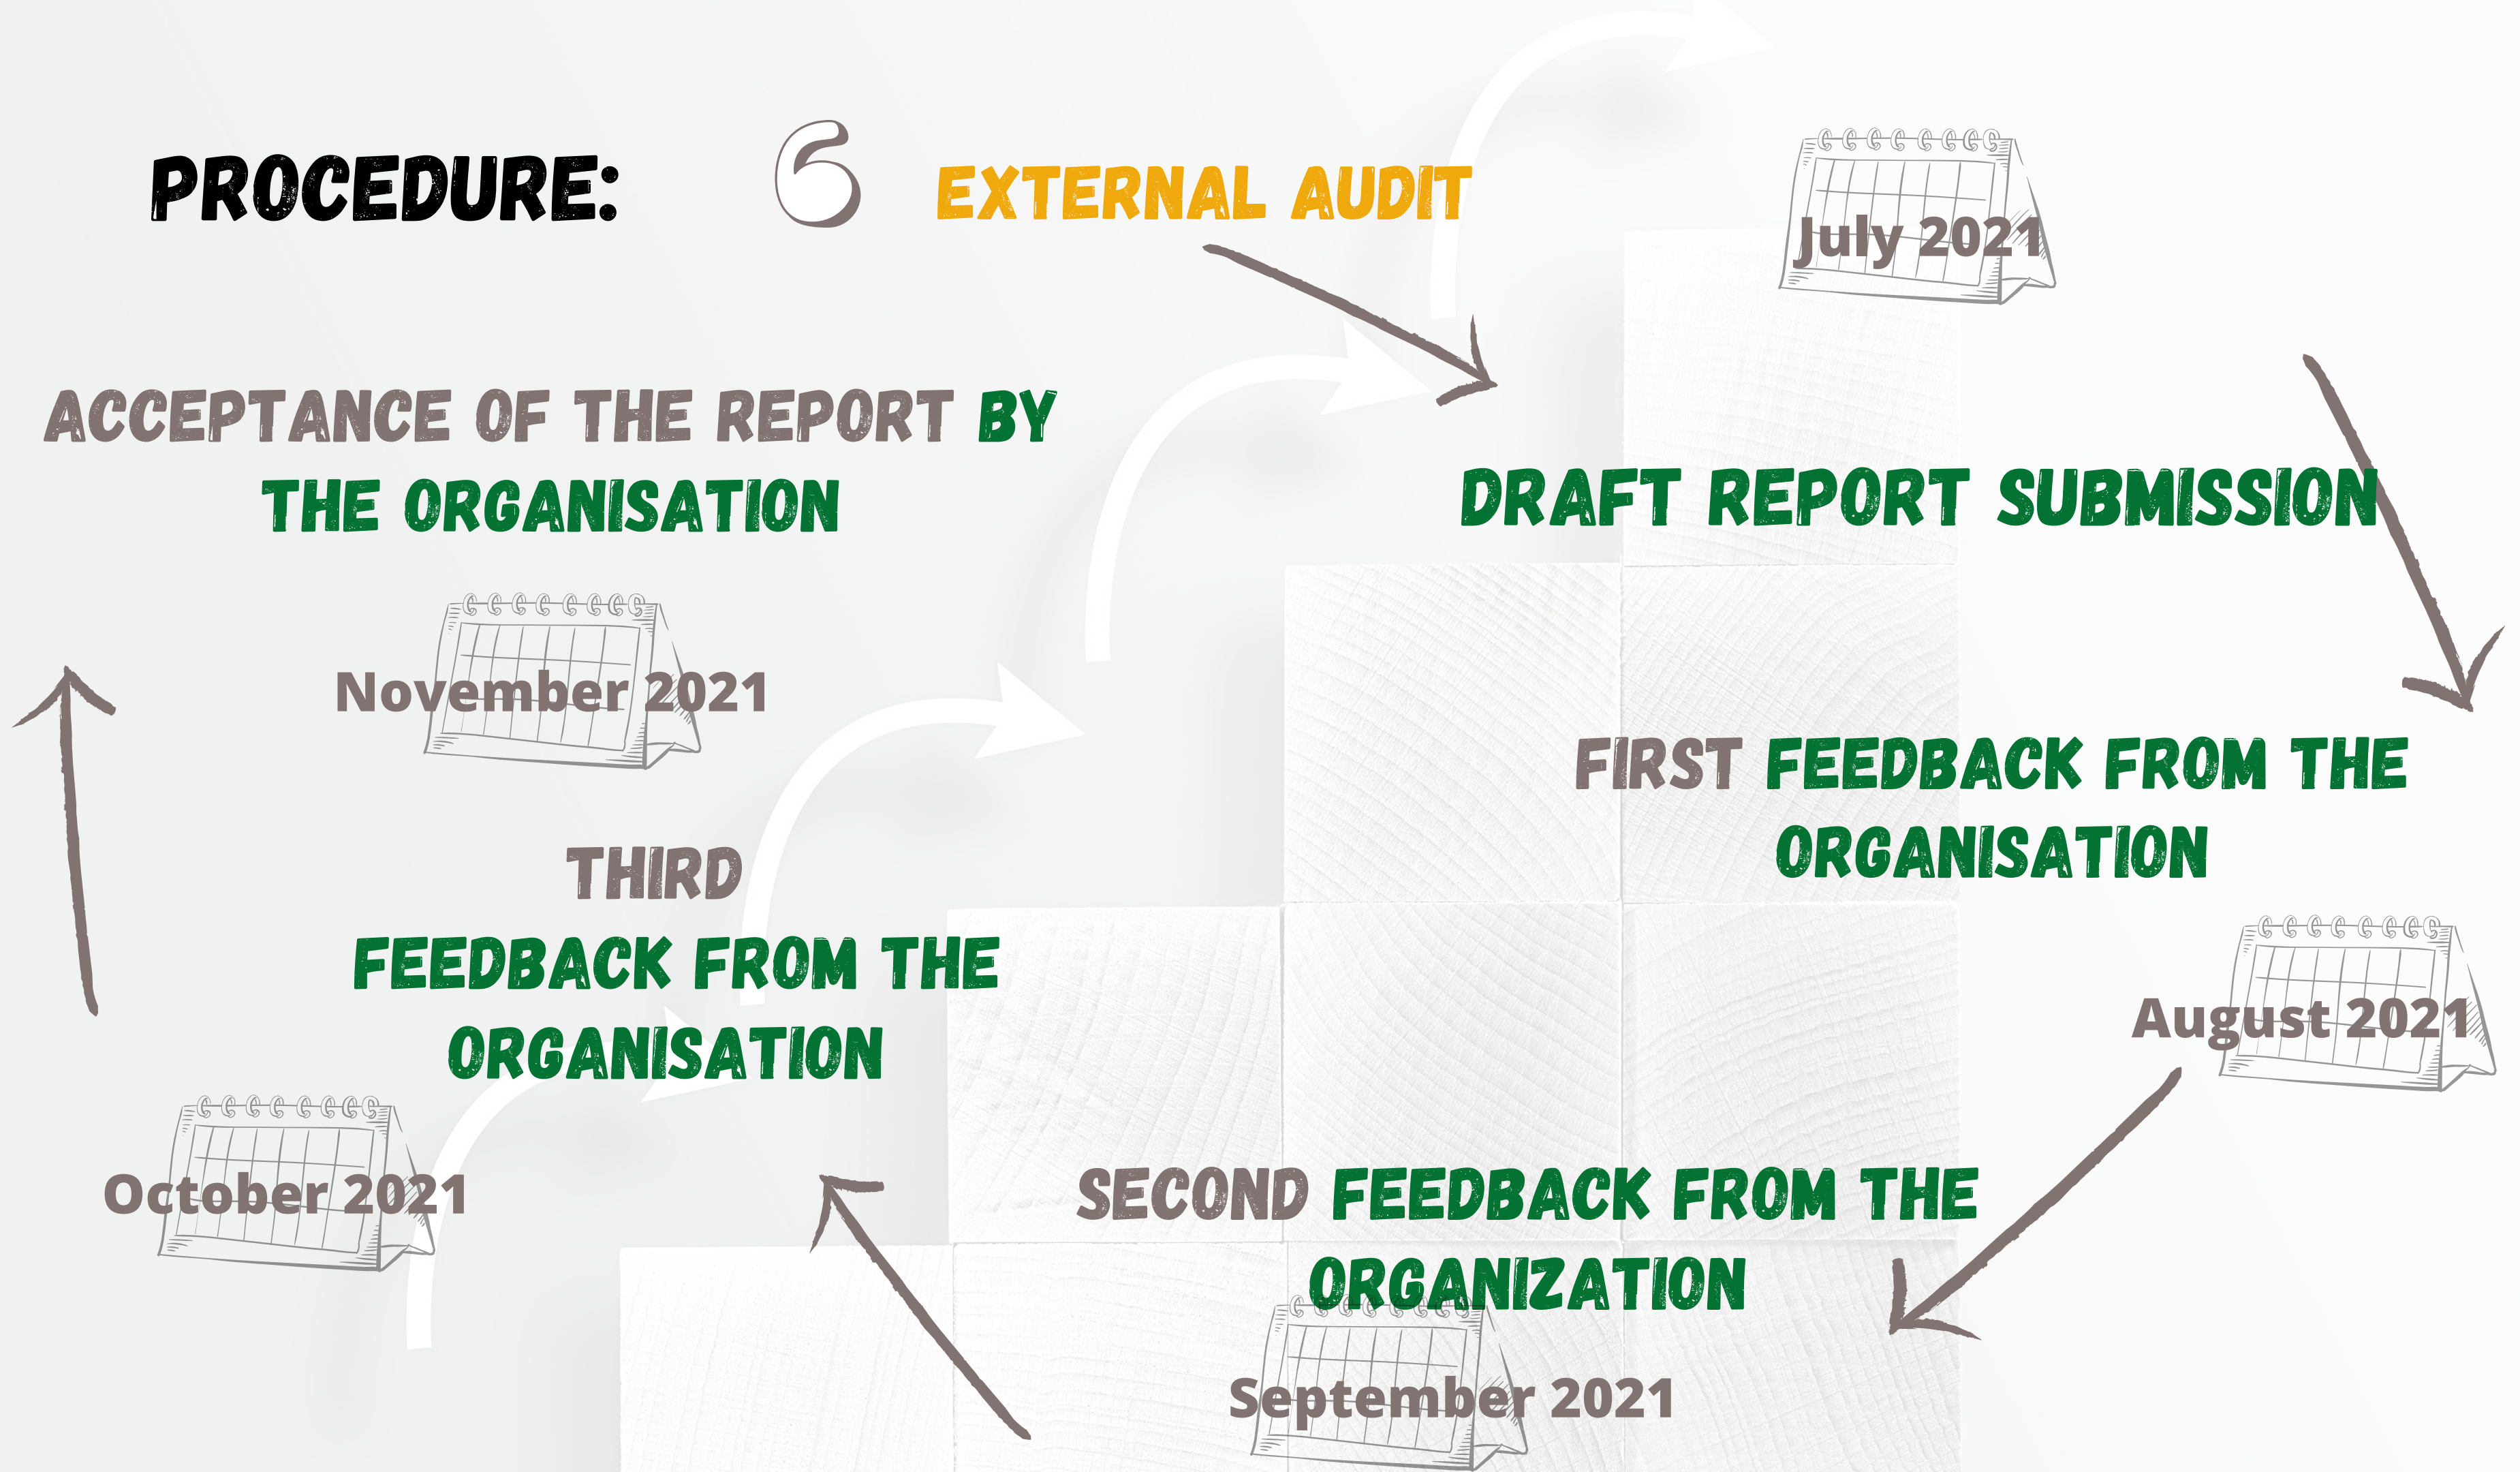 PROCEDURE:
6
EXTERNAL AUDIT
July 2021
DRAFT REPORT SUBMISSION
FIRST FEEDBACK FROM THE
ORGANISATION
August 2021
SECOND FEEDBACK FROM THE
ORGANIZATION
September 2021
THIRD
FEEDBACK FROM THE
ORGANISATION
October 2021
ACCEPTANCE OF THE REPORT BY
THE ORGANISATION
November 2021